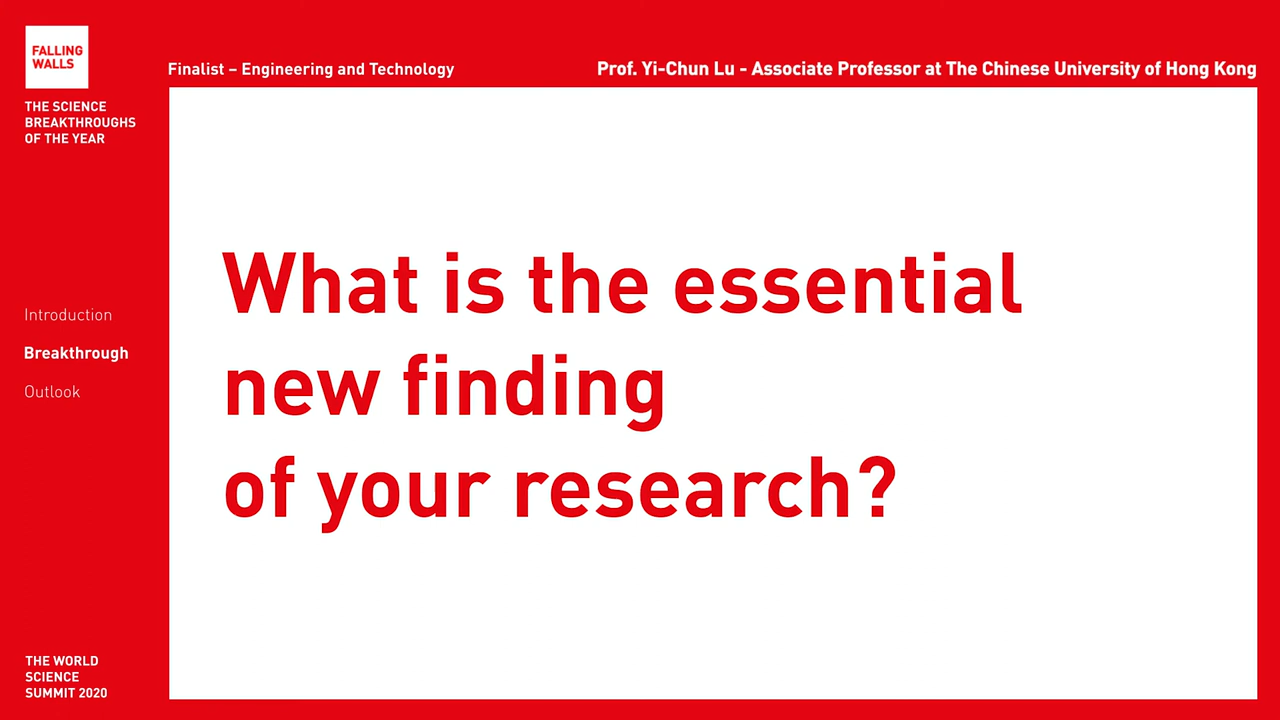 FALLING
WALLS
THE SCIENCE
BREAKTHROUGHS
OF THE YEAR
Finalist – Engineering and Technology
Prof. Yi-Chun Lu - Associate Professor at The Chinese University of Hong Kong
Introduction
Breakthrough
Outlook
What is the essential
new finding
of your research?
THE WORLD
SCIENCE
SUMMIT 2020